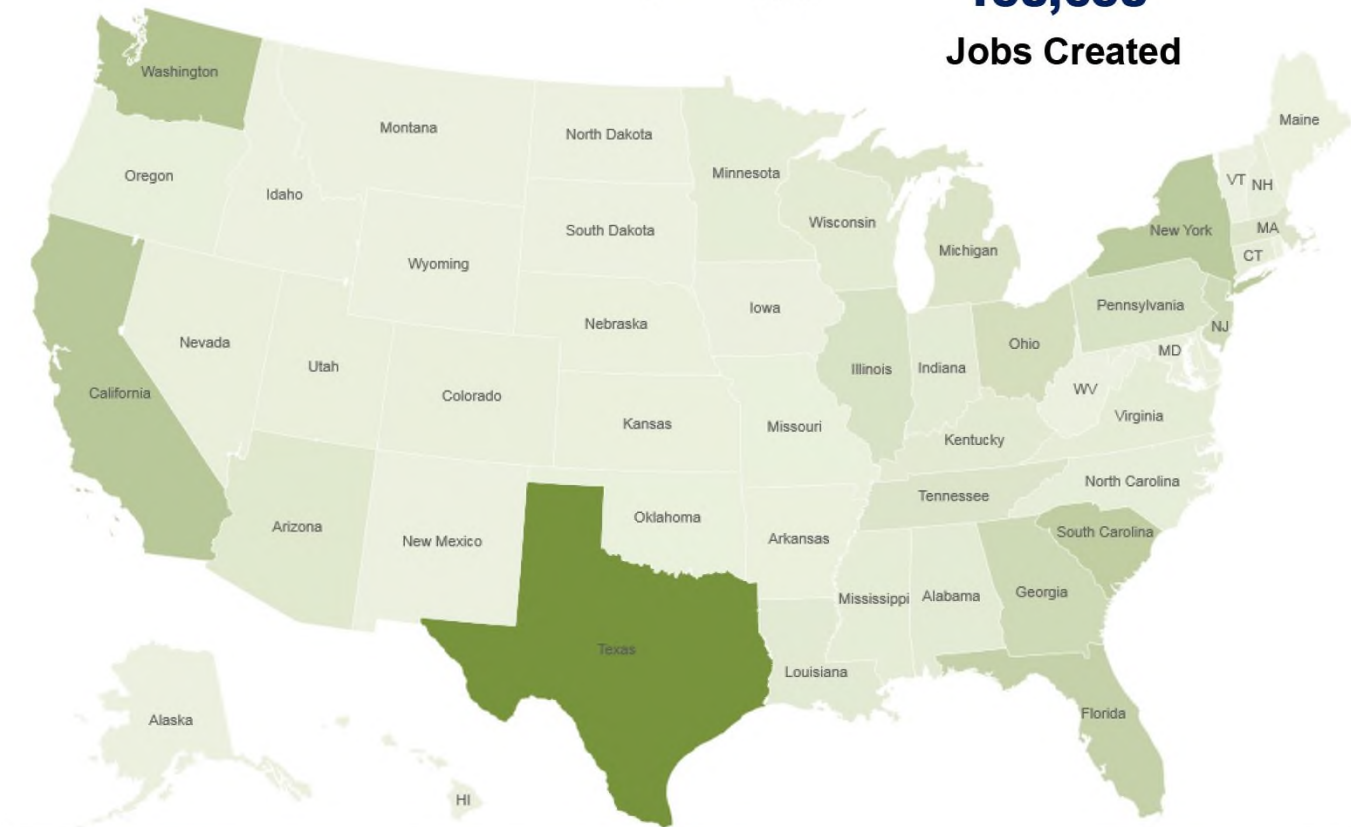 Jobs Created
Washington
Montana
North Dakota
Minnesota
Maine
Oregon
Idaho
Wyoming
South Dakota
Wisconsin
Michigan
VT
NH
New York
MA
CT
Nevada
Utah
Colorado
Nebraska
Iowa
Illinois
Indiana
Ohio
Pennsylvania
NJ
MD
WV
Virginia
California
Kansas
Missouri
Kentucky
Arizona
New Mexico
Oklahoma
Arkansas
Tennessee
North Carolina
South Carolina
Mississippi
Alabama
Georgia
Texas
Louisiana
Florida
Alaska
HI